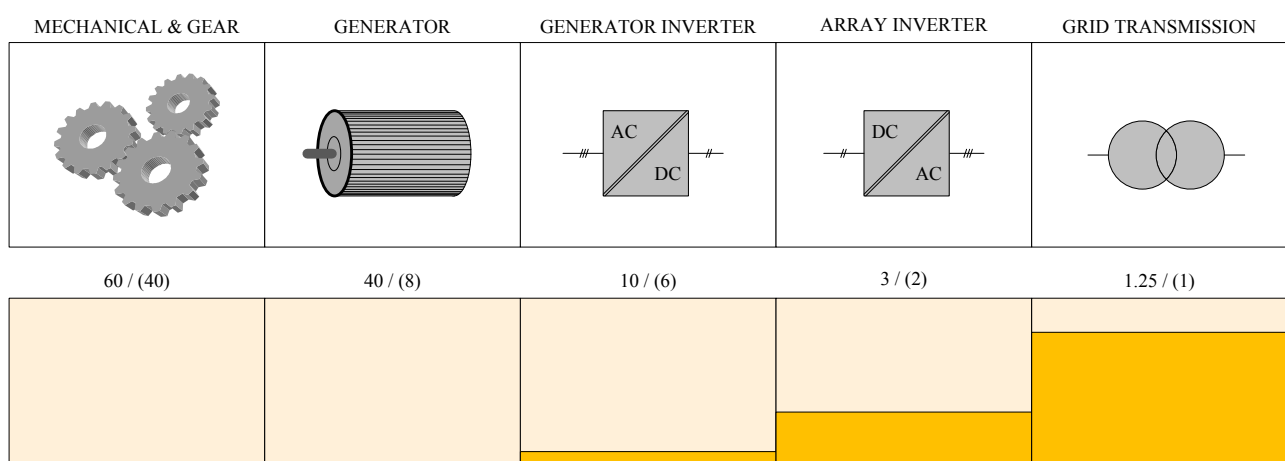 MECHANICAL & GEAR GENERATOR GENERATOR INVERTER ARRAY INVERTER GRID TRANSMISSION
AC
DC
DC
AC
60 / (40) 40 / (8) 10 / (6) 3 / (2) 1.25 / (1)